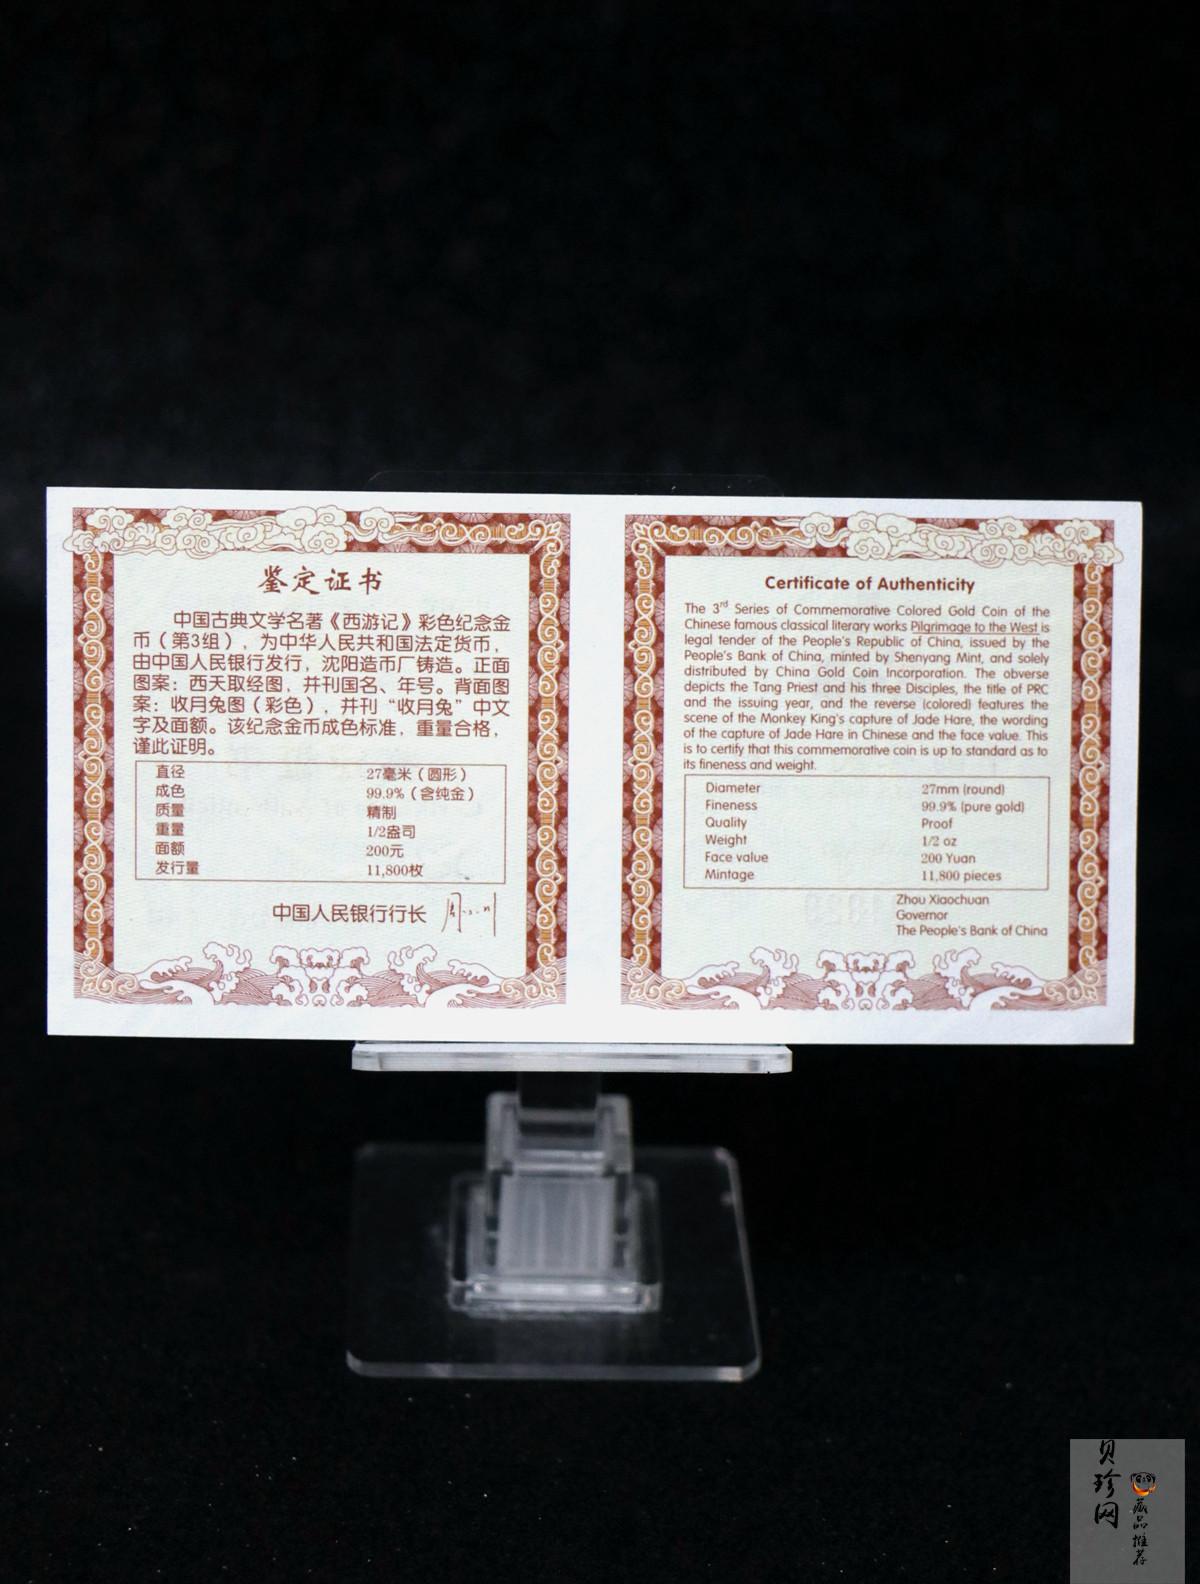 鉴定证书
中国古典文学名著《西游记》彩色纪念金
币（第3组），为中华人民共和国法定货币，
由中国人民银行发行，沈阳造币厂铸造。正面
图案：西天取经图，并刊国名、年号。背面图
案：收月兔图（彩色），并刊“收月兔”中文
字及面额。该纪念金币成色标准，重量合格，
谨此证明。
直径 27毫米（圆形）
成色 99.9%（含纯金）
质量 精制
重量 1/2盎司
面额 200元
发行量 11,800枚
中国人民银行行长
Certificate of Authenticity
The 3rd Series of Commemorative Colored Gold Coin of the
Chinese famous classical literary works Pilgrimage to the West is
legal tender of the People's Republic of China, issued by the
People's Bank of China, minted by Shenyang Mint, and solely
distributed by China Gold Coin Incorporation. The obverse
depicts the Tang Priest and his three Disciples, the title of PRC
and the issuing year, and the reverse (colored) features the
scene of the Monkey King's capture of Jade Hare, the wording
of the capture of Jade Hare in Chinese and the face value. This
is to certify that this commemorative coin is up to standard as to
its fineness and weight.
Diameter 27mm (round)
Fineness 99.9% (pure gold)
Quality Proof
Weight 1/2 oz
Face value 200 Yuan
Mintage 11,800 pieces
Zhou Xiaochuan
Governor
The People's Bank of China
贝珍网
藏品推荐